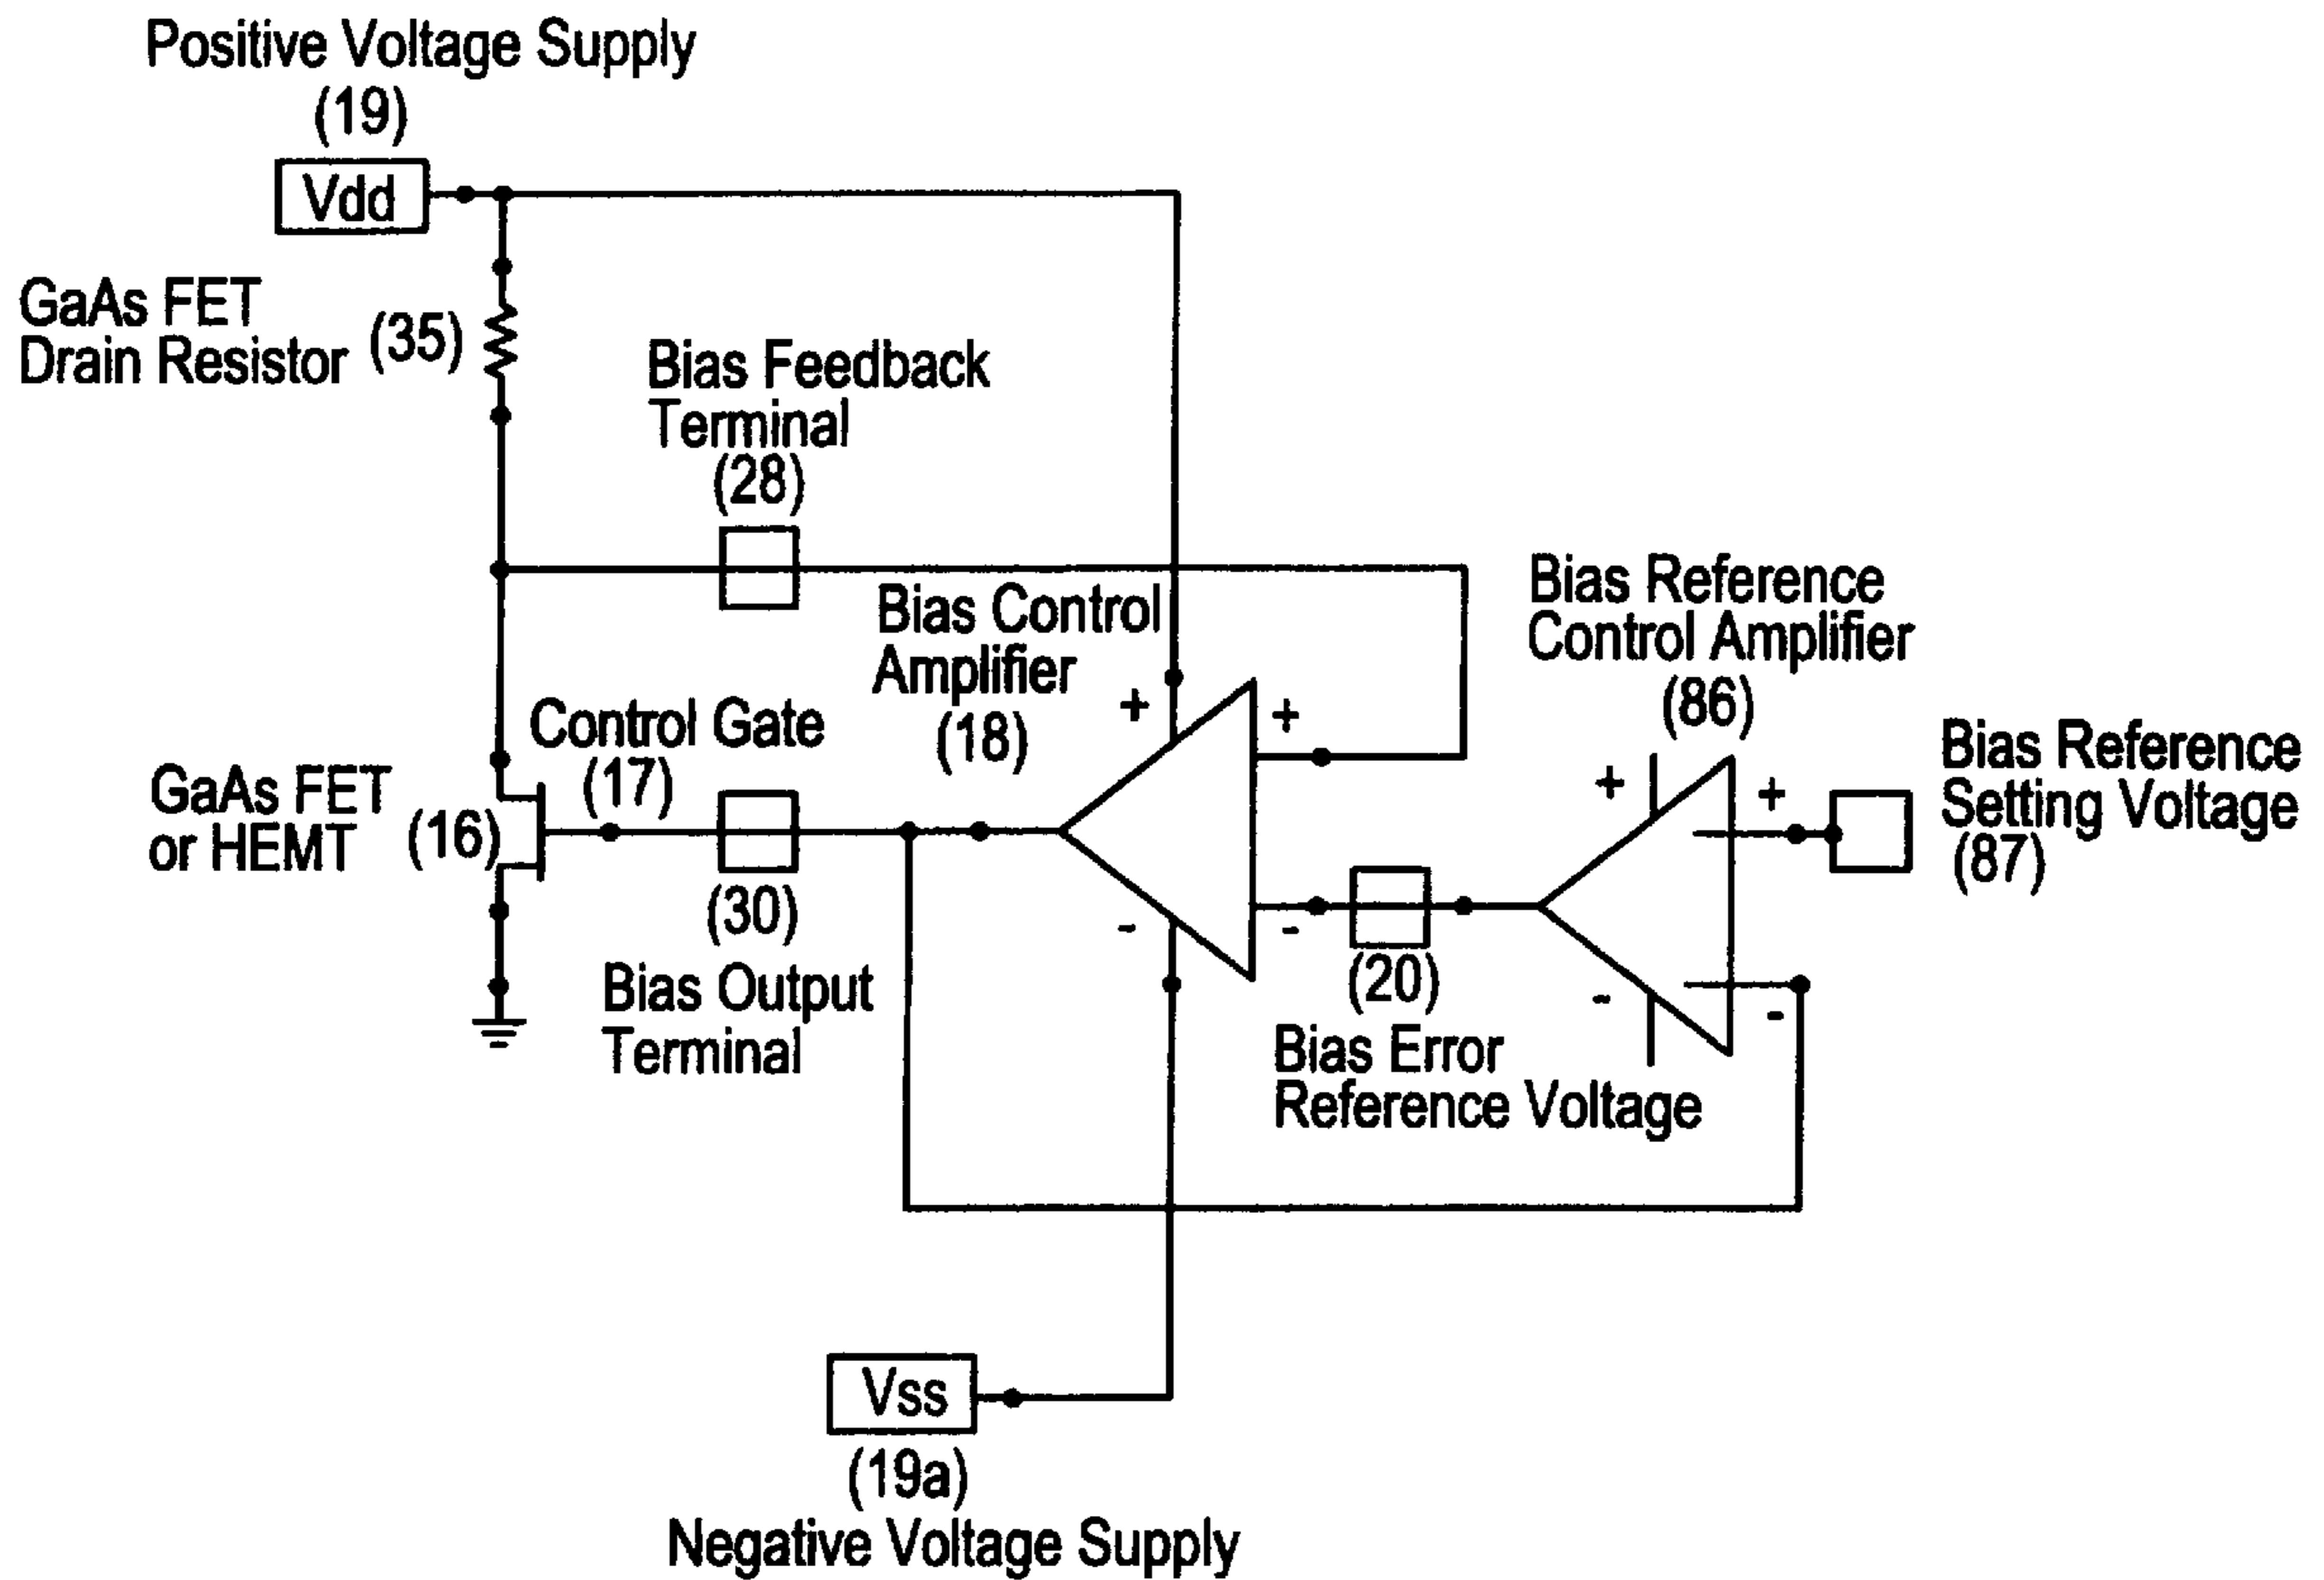 Positive Voltage Supply
(19)
Vdd
GaAs FET
Drain Resistor
(35)
Bias Feedback
Terminal
(28)
Bias Control
Amplifier
(18)
+
+
-
-
Control Gate
(17)
GaAs FET
or HEMT
(16)
(30)
Bias Output
Terminal
Bias Reference
Control Amplifier
(86)
+
+
-
-
Bias Reference
Setting Voltage
(87)
(20)
Bias Error
Reference Voltage
Vss
(19a)
Negative Voltage Supply